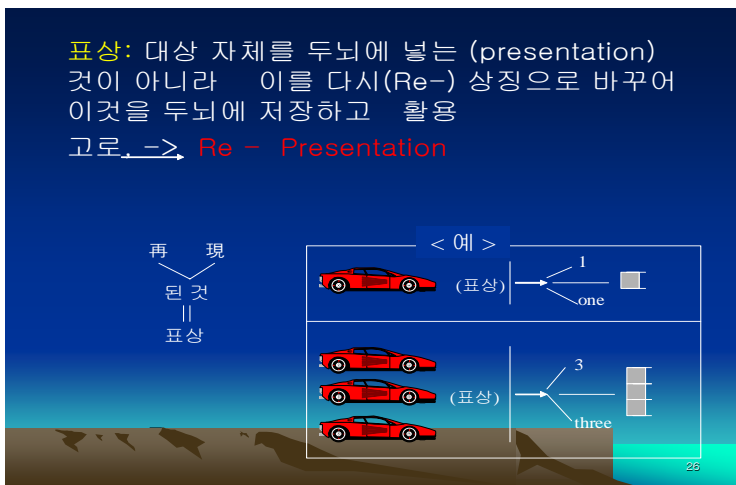 표상: 대상 자체를 두뇌에 넣는 (presentation)
것이 아니라 이를 다시(Re-) 상징으로 바꾸어
이것을 두뇌에 저장하고 활용
고로, -> Re - Presentation
再 現
된 것
||
표상
< 예 >
(표상)
1
one
(표상)
3
three
26